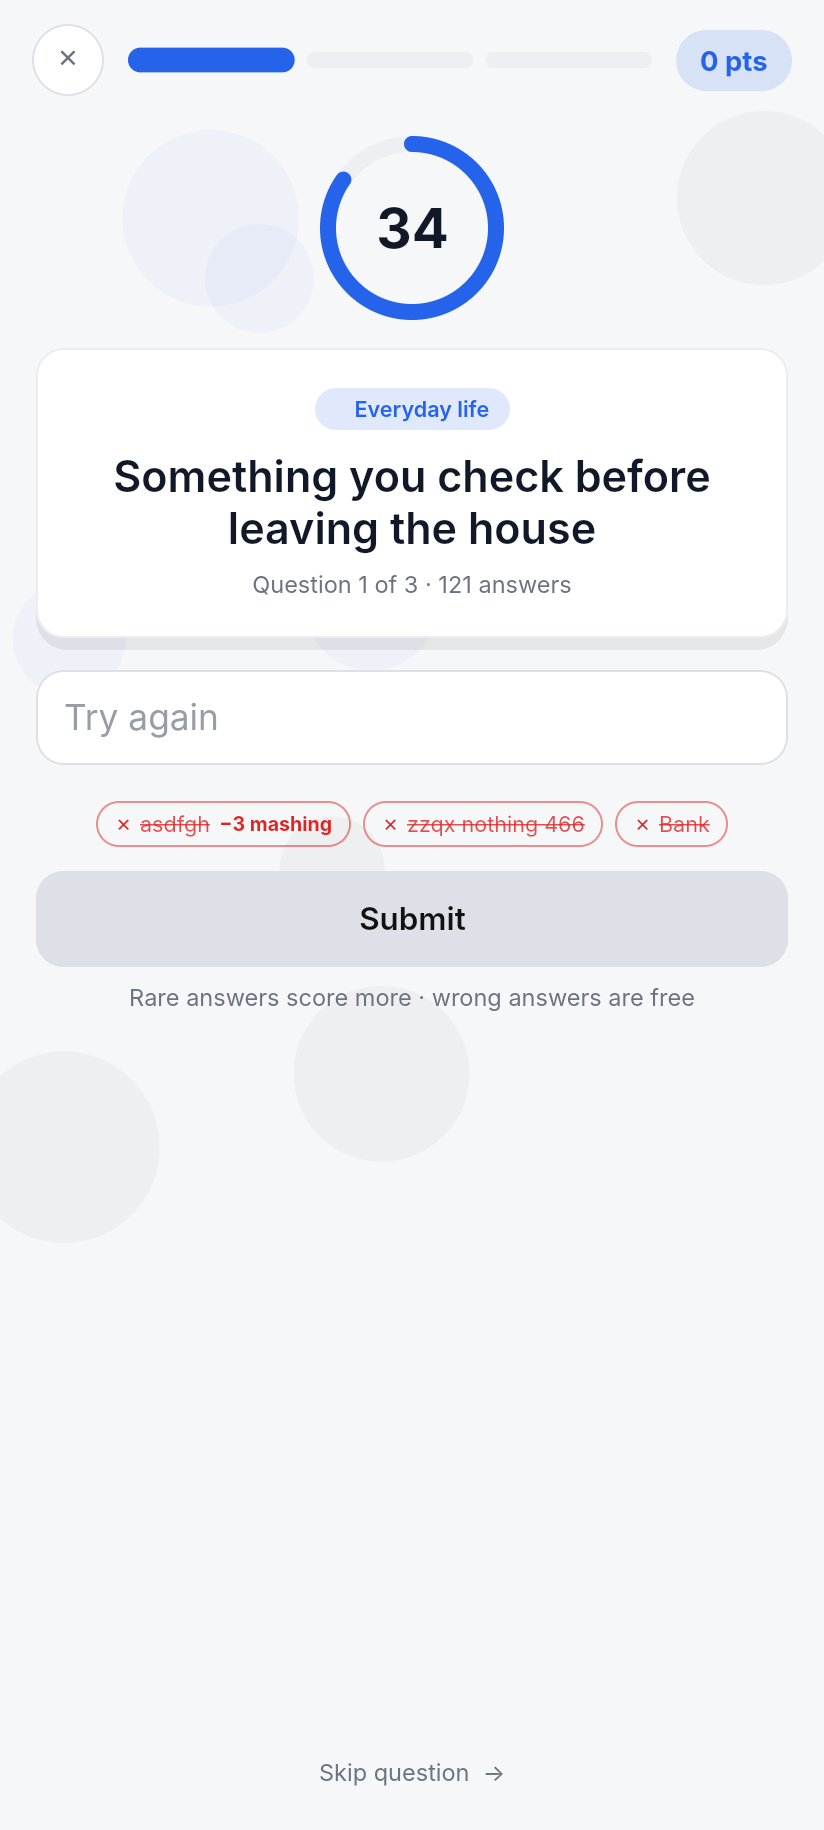 ✕ 0 pts
34
Everyday life
Something you check before
leaving the house
Question 1 of 3 · 121 answers
Try again
✕ asdfgh −3 mashing ✕ zzqx nothing 466 ✕ Bank
Submit
Rare answers score more · wrong answers are free
Skip question →